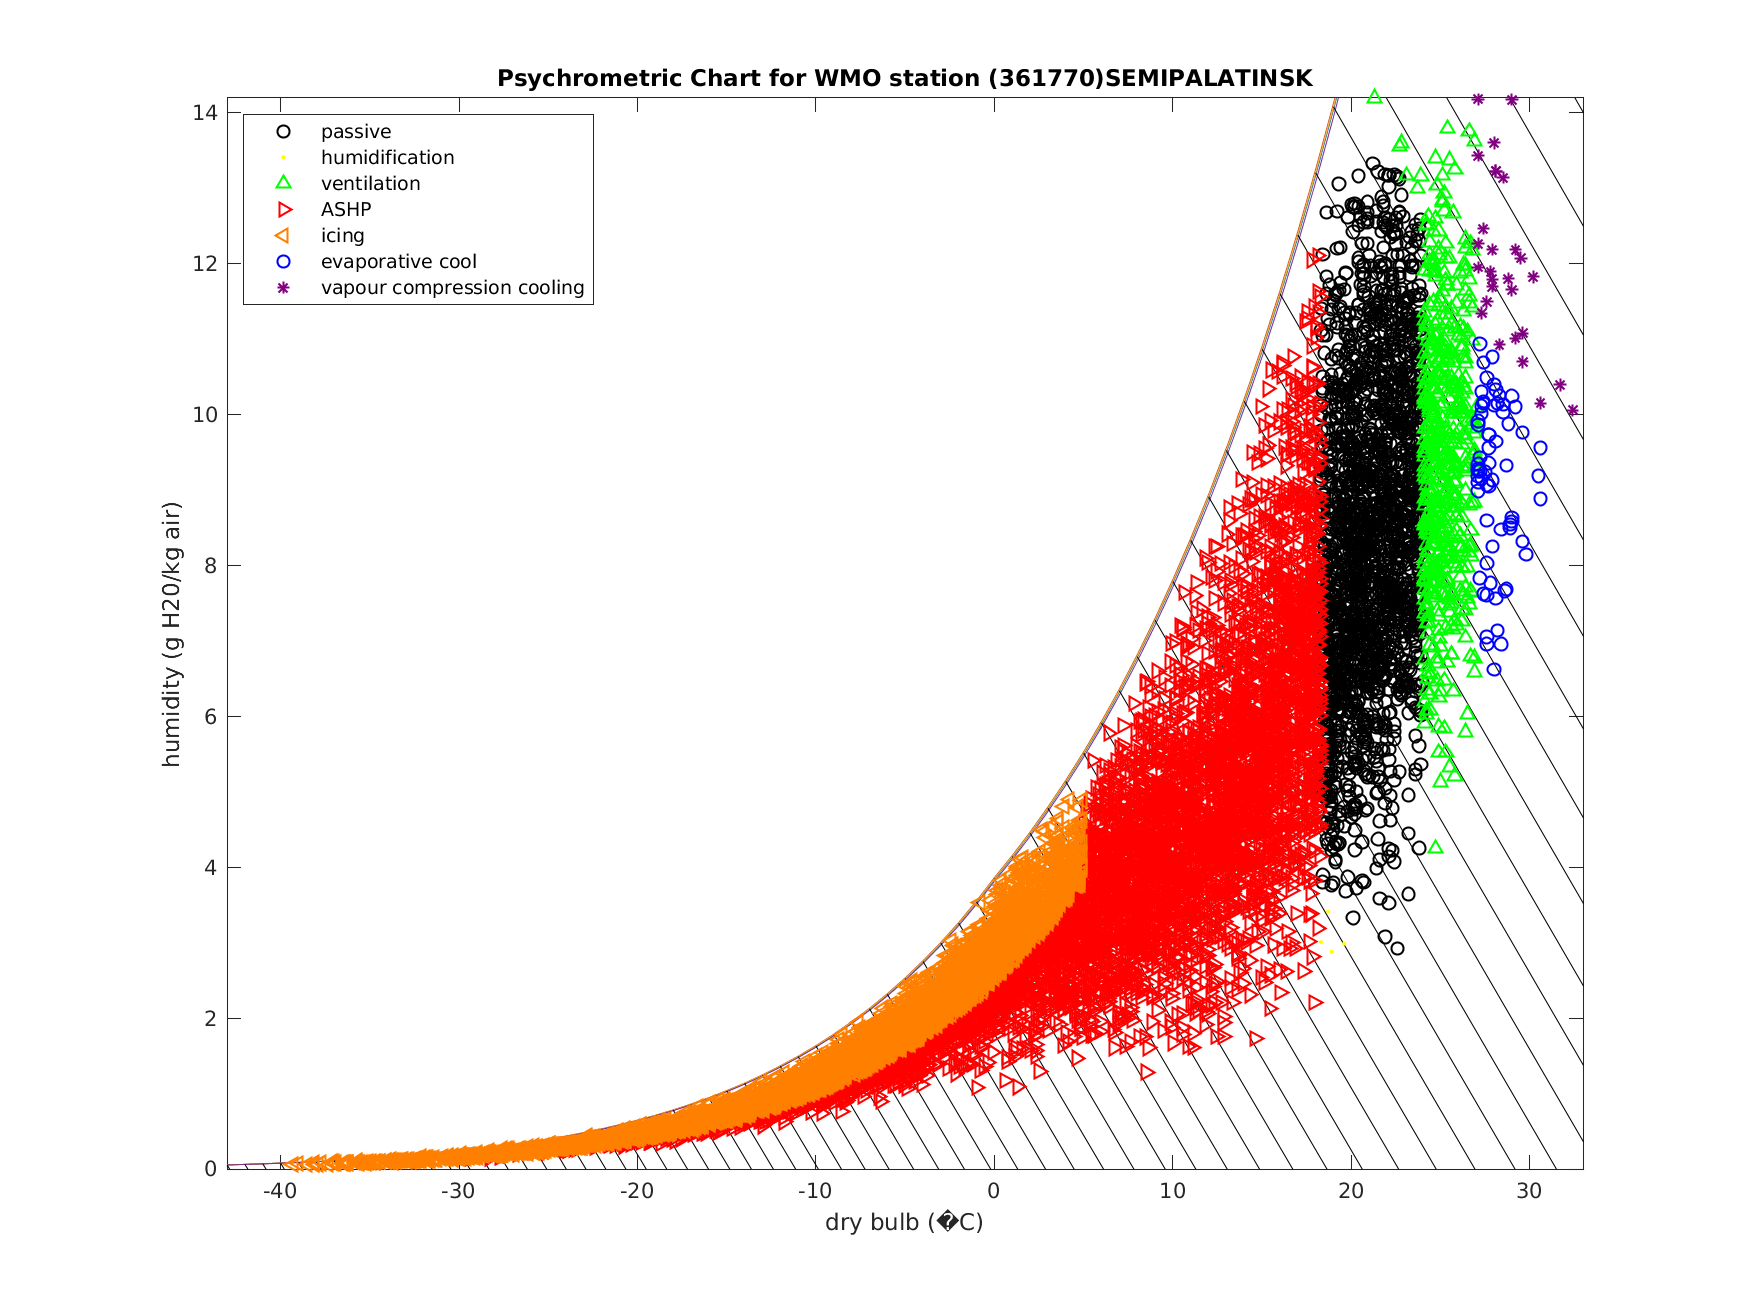 Psychrometric Chart for WMO station (361770)SEMIPALATINSK
14
12
10
8
6
4
2
0
humidity (g H20/kg air)
passive
humidification
ventilation
ASHP
icing
evaporative cool
vapour compression cooling
-40
-30
-20
-10
0
10
20
30
dry bulb (�C)